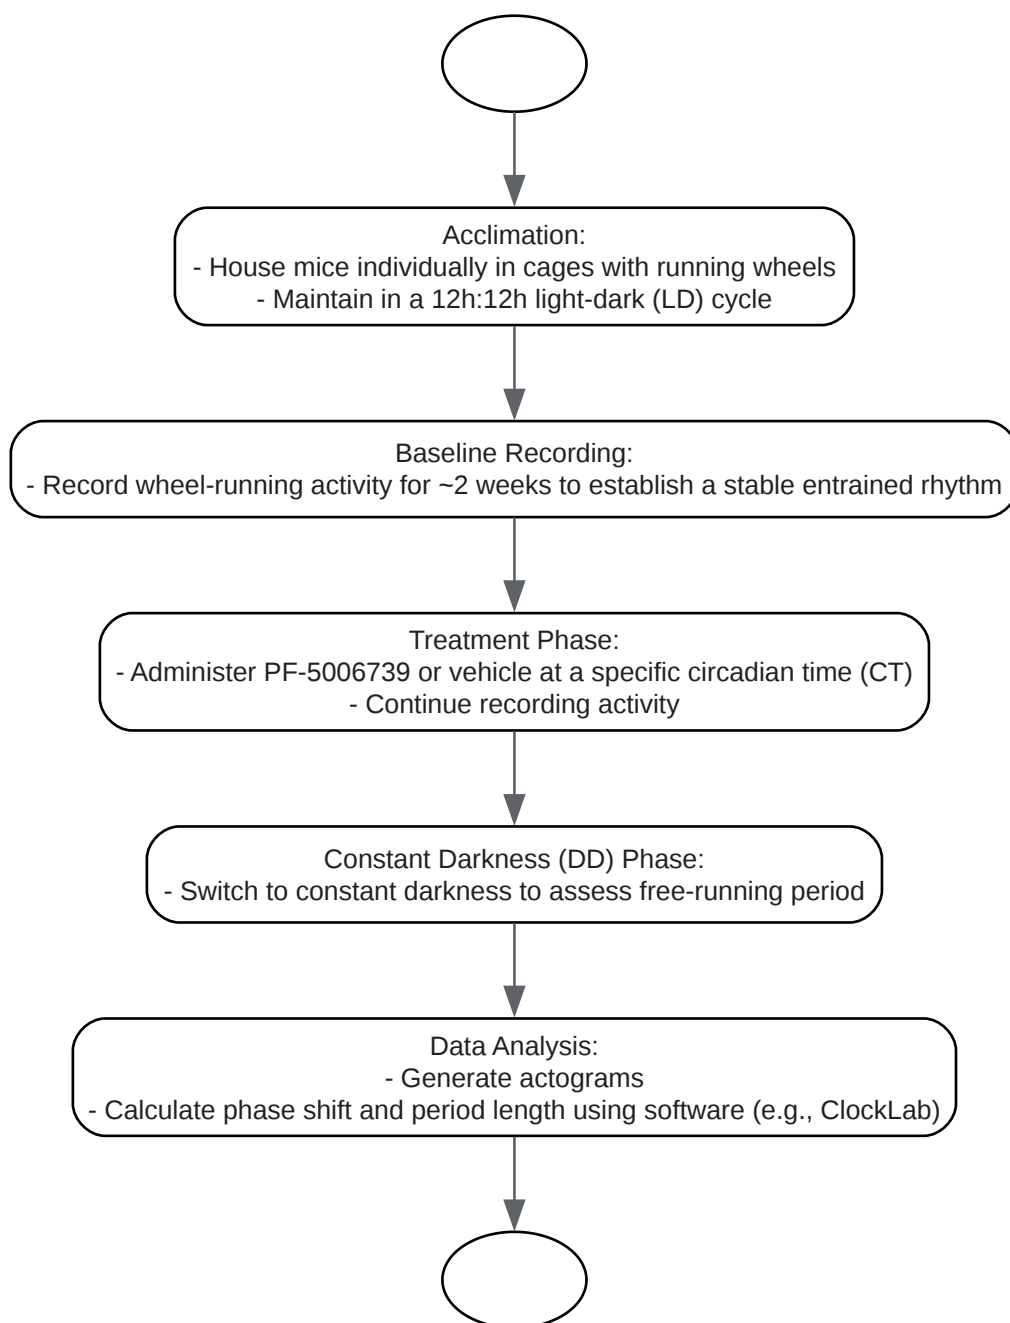 Acclimation:
- House mice individually in cages with running wheels
- Maintain in a 12h:12h light-dark (LD) cycle
Baseline Recording:
- Record wheel-running activity for ~2 weeks to establish a stable entrained rhythm
Treatment Phase:
- Administer PF-5006739 or vehicle at a specific circadian time (CT)
- Continue recording activity
Constant Darkness (DD) Phase:
- Switch to constant darkness to assess free-running period
Data Analysis:
- Generate actograms
- Calculate phase shift and period length using software (e.g., ClockLab)